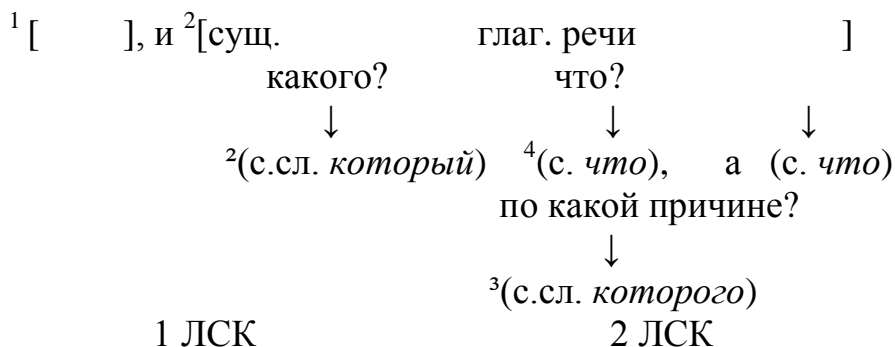 ¹ [ ], и ²[сущ. глаг. речи ]
какого? что?
↓ ↓ ↓
²(с.сл. который) ⁴(с. что), а (с. что)
по какой причине?
↓
³(с.сл. которого)
1 ЛСК 2 ЛСК